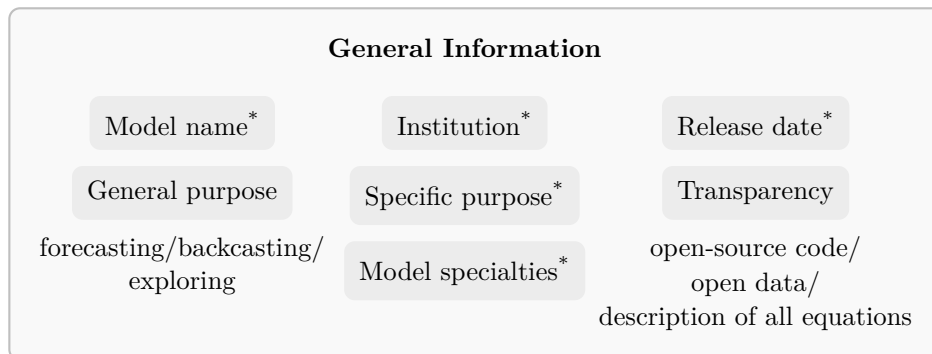 General Information
Model name*
Institution*
Release date*
General purpose
Specific purpose*
Transparency
forecasting/backcasting/
exploring
Model specialties*
open-source code/
open data/
description of all equations